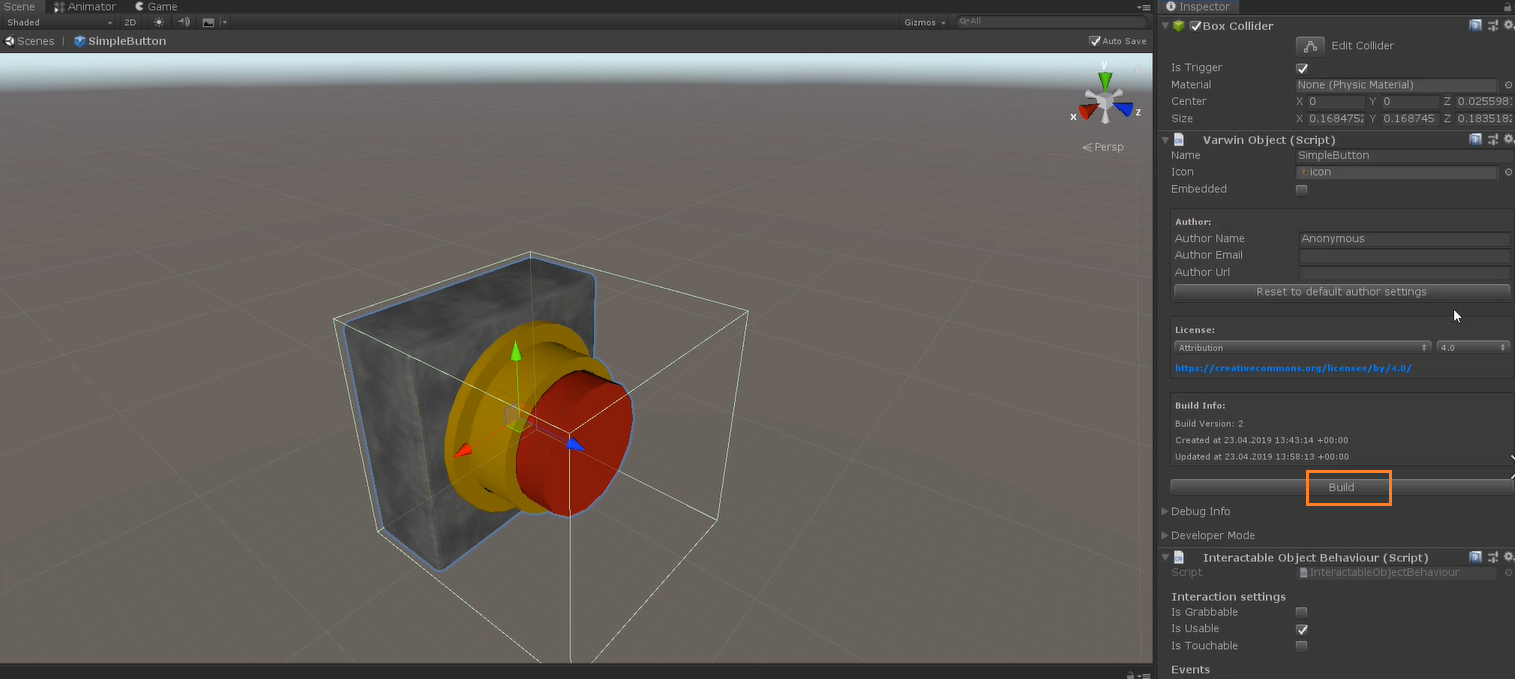 Scene Animator Game
Shaded 2D Gizmos All
Scenes | SimpleButton Auto Save
y
x z
Persp
Inspector
Box Collider
Edit Collider
Is Trigger
Material None (Physic Material)
Center X 0 Y 0 Z 0.025598
Size X 0.168475 Y 0.168745 Z 0.183518
Varwin Object (Script)
Name SimpleButton
Icon icon
Embedded
Author:
Author Name Anonymous
Author Email
Author Url
Reset to default author settings
License:
Attribution 4.0
https://creativecommons.org/licenses/by/4.0/
Build Info:
Build Version: 2
Created at 23.04.2019 13:43:14 +00:00
Updated at 23.04.2019 13:58:13 +00:00
Build
Debug Info
Developer Mode
Interactable Object Behaviour (Script)
Script InteractableObjectBehaviour
Interaction settings
Is Grabbable
Is Usable
Is Touchable
Events